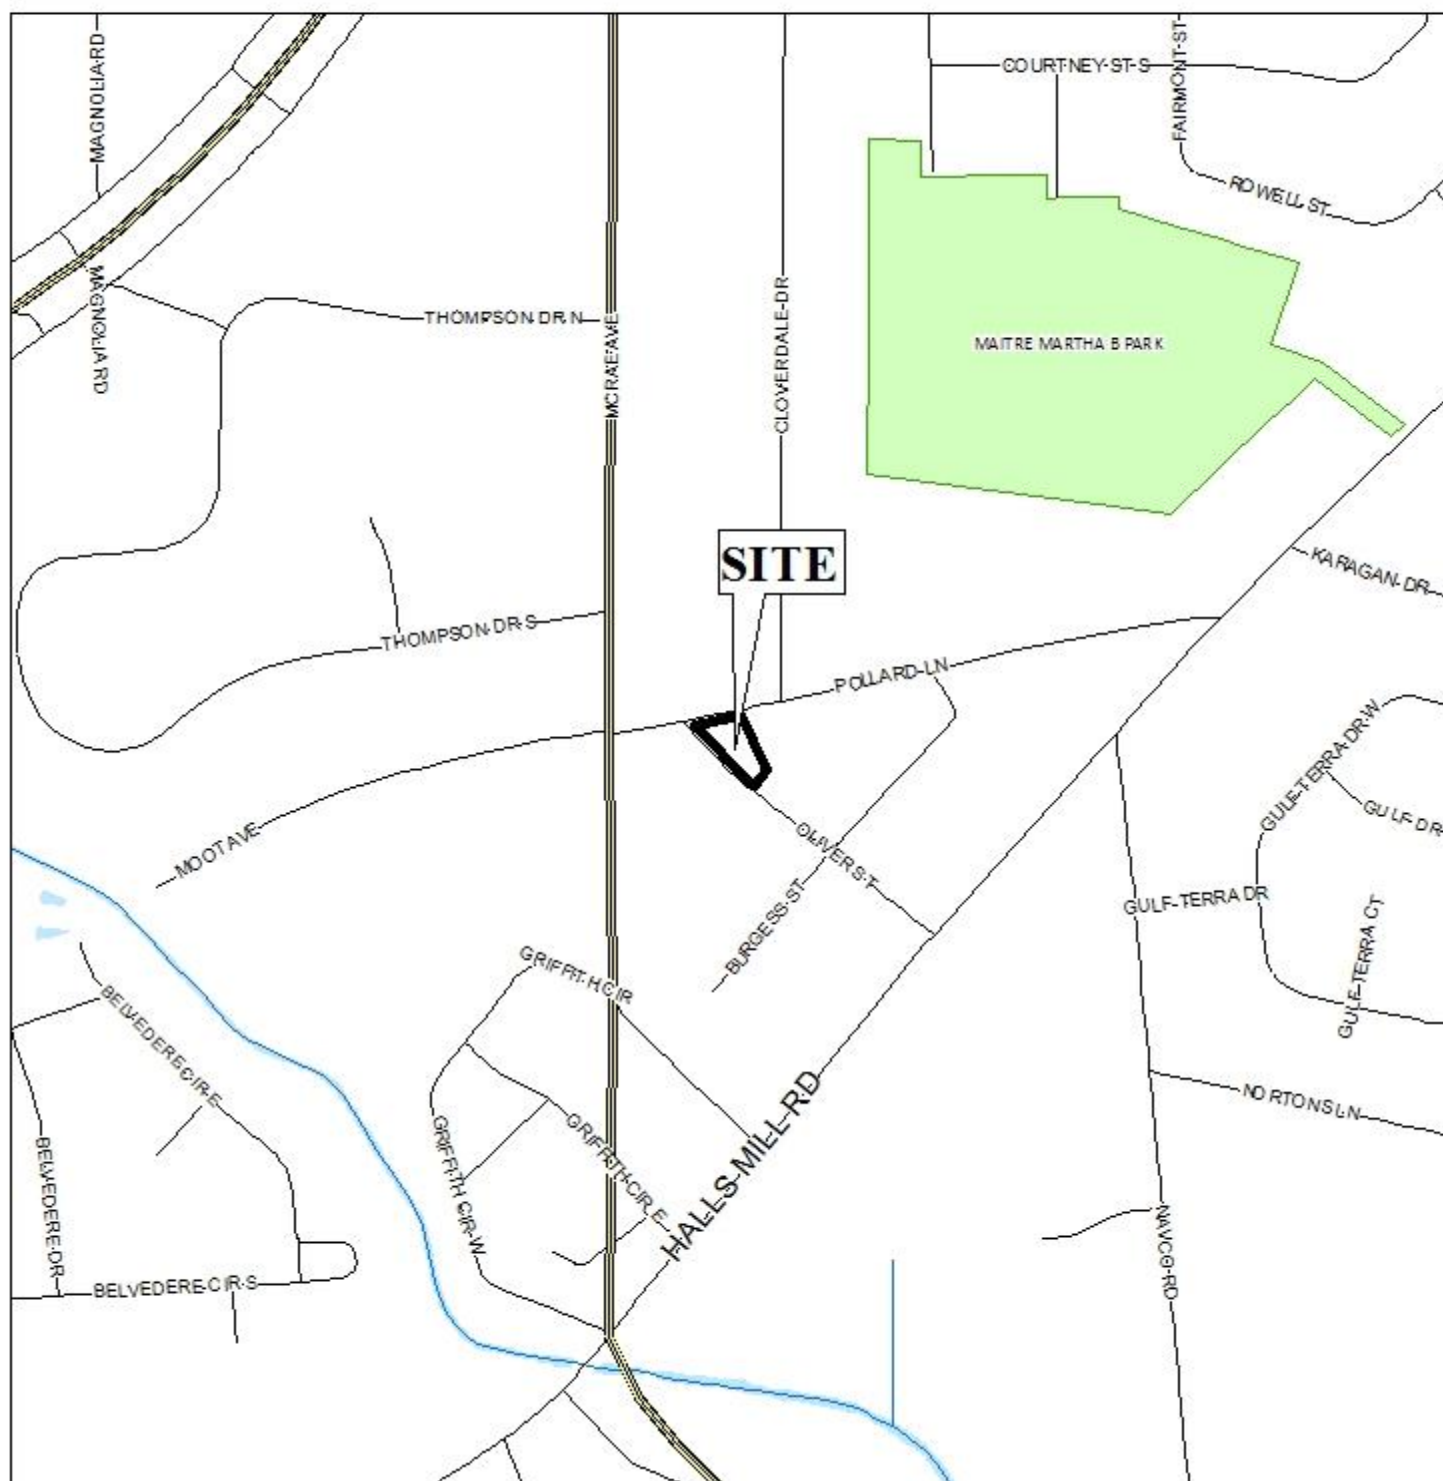 MAGNOLIA RD
COURTNEY ST S
FAIRMONT ST
ROWELL ST
MAGNOLIA RD
THOMPSON DR N
MCRAE AVE
CLOVERDALE DR
MAITRE MARTHA B PARK
SITE
KARAGAN DR
THOMPSON DR S
POLLARD LN
GULF TERRA DR W
GULF DR
MOOT AVE
OLIVER ST
BURGESS ST
GULF TERRA DR
GULF TERRA CT
GRIFFITH CIR
BELVEDERE CIR E
NORTONS LN
GRIFFITH CIR W
GRIFFITH CIR E
HALLS MILL RD
BELVEDERE DR
NAVCO RD
BELVEDERE CIR S